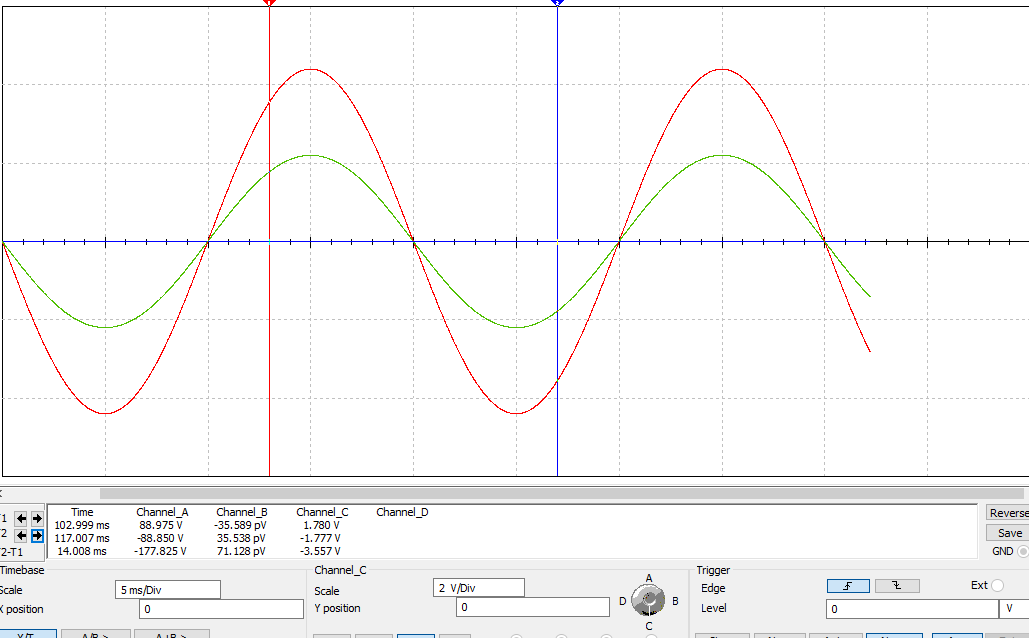 Time Channel_A Channel_B Channel_C Channel_D
T1 102.999 ms 88.975 V -35.589 pV 1.780 V
T2 117.007 ms -88.850 V 35.538 pV -1.777 V
T2-T1 14.008 ms -177.825 V 71.128 pV -3.557 V
Reverse
Save
GND
Timebase
Scale 5 ms/Div
X position 0
Channel_C
Scale 2 V/Div
Y position 0
A
D B
C
Trigger
Edge Ext
Level 0 V